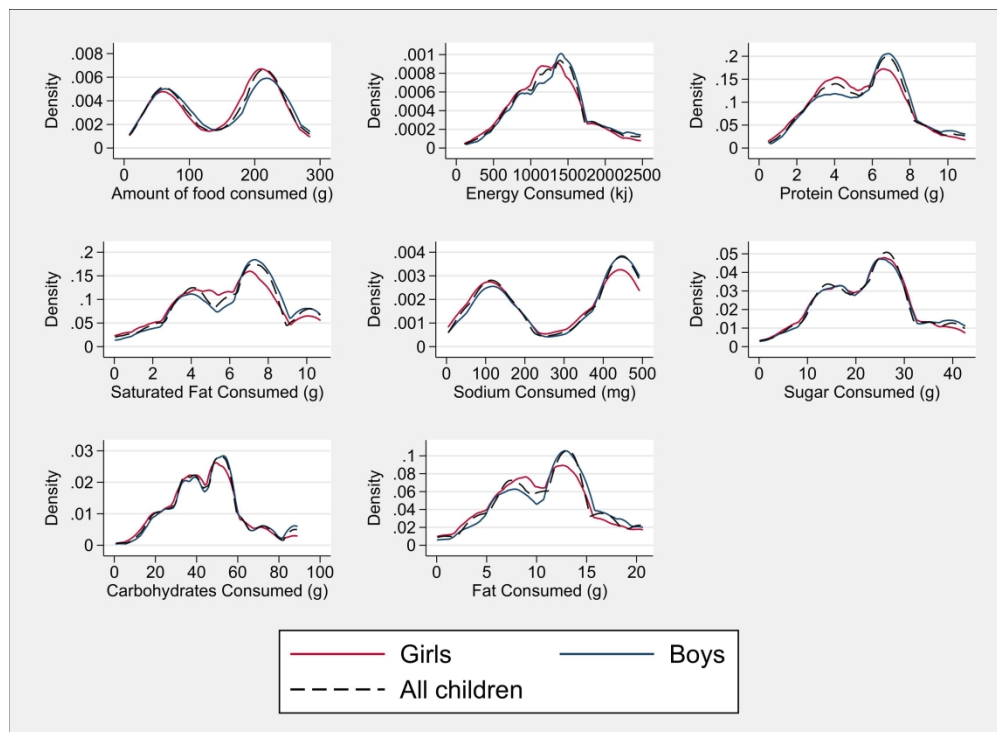 Density
.008
.006
.004
.002
0
0 100 200 300
Amount of food consumed (g)
Density
.001
.0008
.0006
.0004
.0002
0
0 500 1000 1500 2000 2500
Energy Consumed (kj)
Density
.2
.15
.1
.05
0
0 2 4 6 8 10
Protein Consumed (g)
Density
.2
.15
.1
.05
0
0 2 4 6 8 10
Saturated Fat Consumed (g)
Density
.004
.003
.002
.001
0
0 100 200 300 400 500
Sodium Consumed (mg)
Density
.05
.04
.03
.02
.01
0
0 10 20 30 40
Sugar Consumed (g)
Density
.03
.02
.01
0
0 20 40 60 80 100
Carbohydrates Consumed (g)
Density
.1
.08
.06
.04
.02
0
0 5 10 15 20
Fat Consumed (g)
Girls Boys
All children